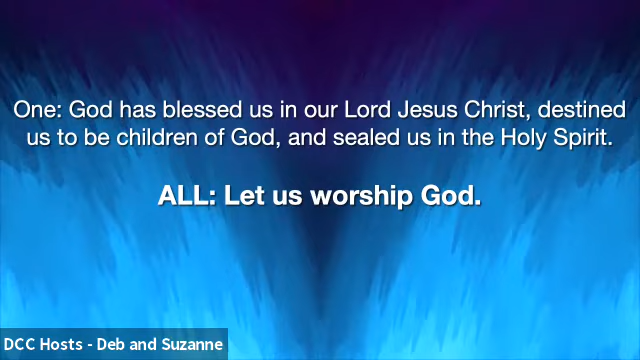 One: God has blessed us in our Lord Jesus Christ, destined
us to be children of God, and sealed us in the Holy Spirit.
ALL: Let us worship God.
DCC Hosts - Deb and Suzanne